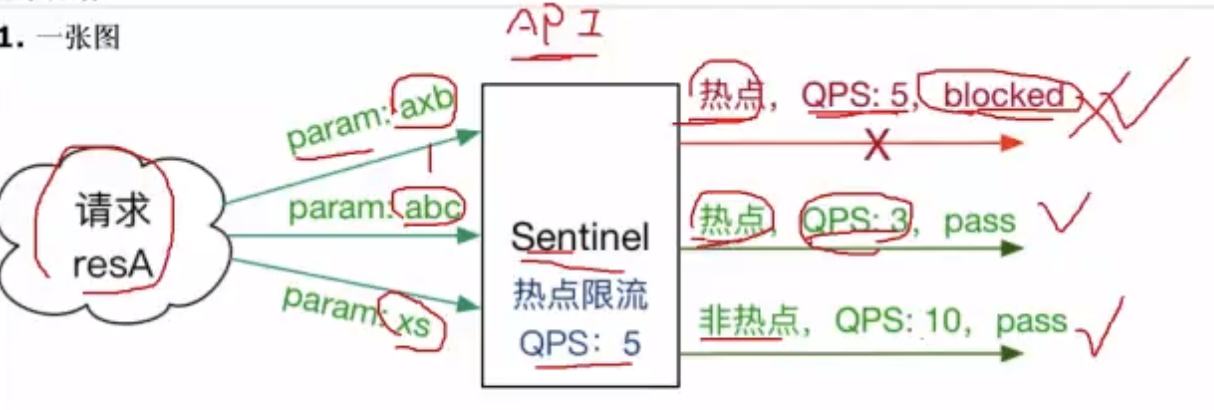 1. 一张图
API
param: axb
热点，QPS: 5，blocked
X
请求
resA
param: abc
热点，QPS: 3，pass
Sentinel
热点限流
QPS：5
param: xs
非热点，QPS: 10，pass